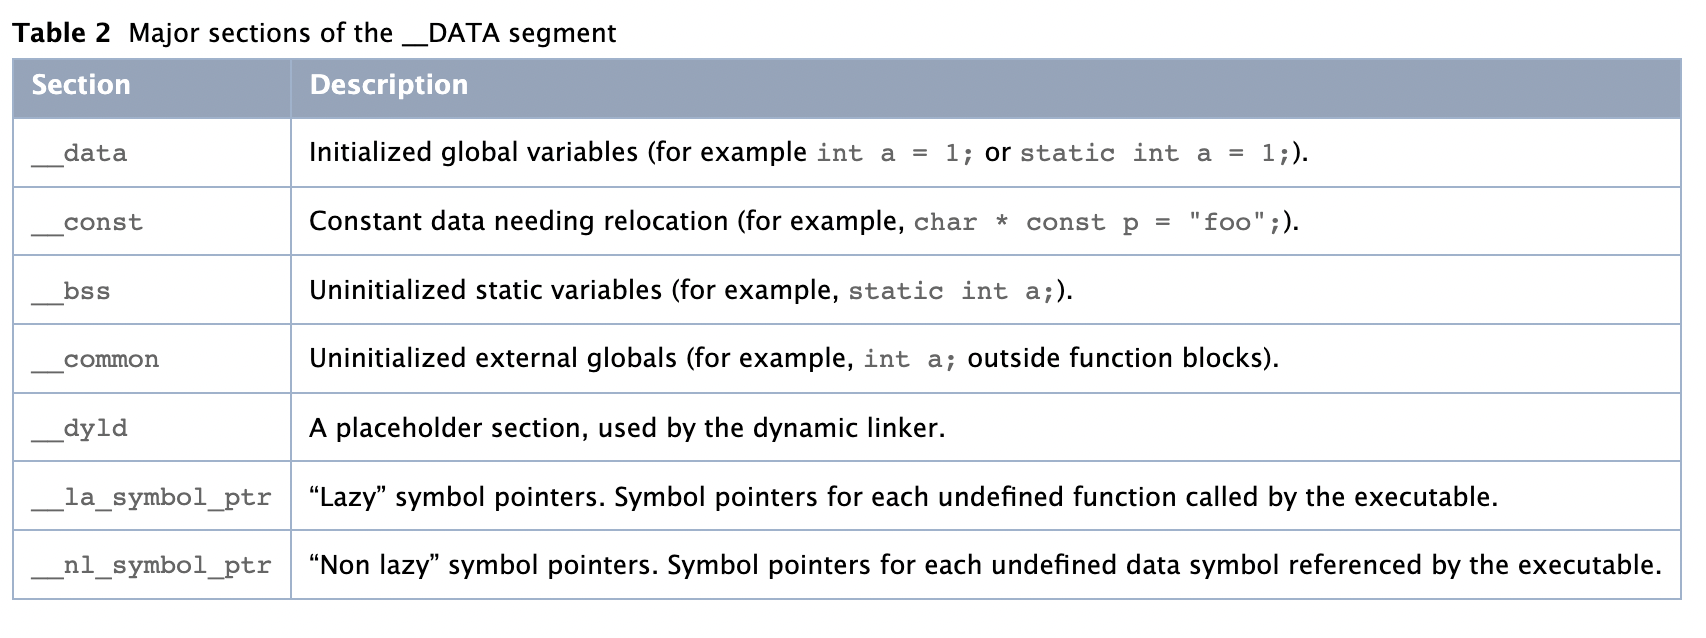 Table 2 Major sections of the __DATA segment
Section Description
__data Initialized global variables (for example int a = 1; or static int a = 1;).
__const Constant data needing relocation (for example, char * const p = "foo";).
__bss Uninitialized static variables (for example, static int a;).
__common Uninitialized external globals (for example, int a; outside function blocks).
__dyld A placeholder section, used by the dynamic linker.
__la_symbol_ptr “Lazy” symbol pointers. Symbol pointers for each undefined function called by the executable.
__nl_symbol_ptr “Non lazy” symbol pointers. Symbol pointers for each undefined data symbol referenced by the executable.